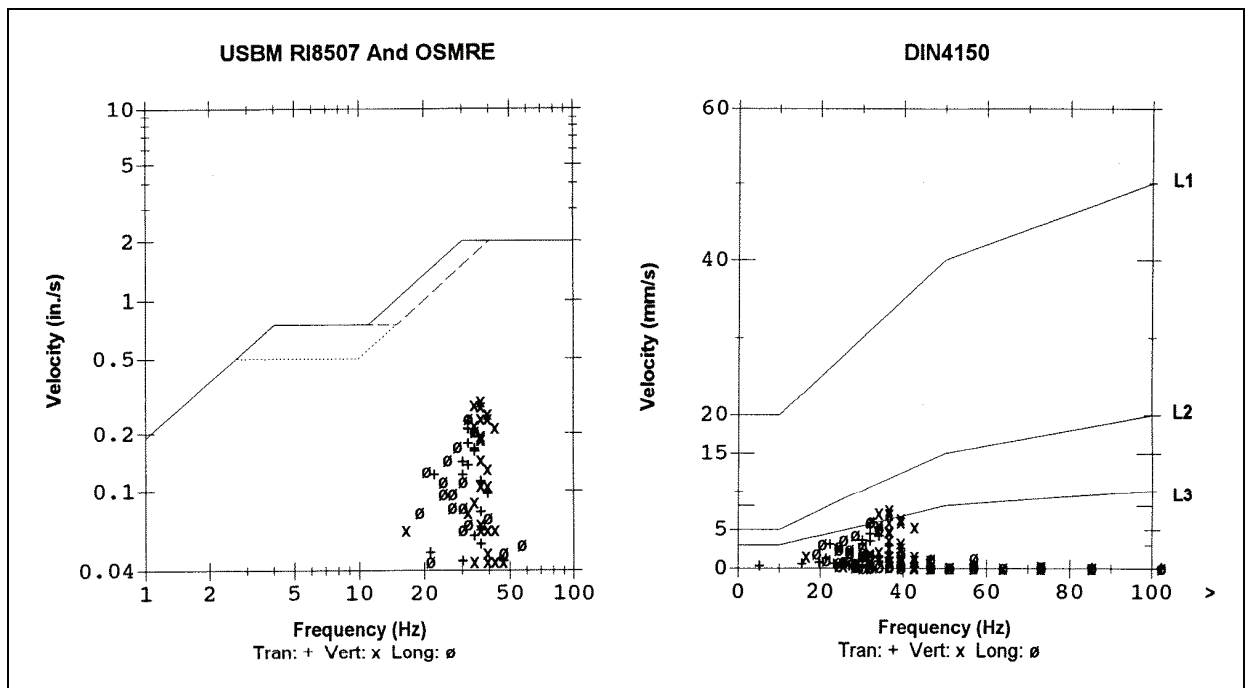 USBM RI8507 And OSMRE
10
5
2
1
0.5
0.2
0.1
0.04
Velocity (in./s)
1 2 5 10 20 50 100
Frequency (Hz)
Tran: + Vert: x Long: ø
DIN4150
60
40
20
15
5
0
Velocity (mm/s)
L1
L2
L3
0 20 40 60 80 100 >
Frequency (Hz)
Tran: + Vert: x Long: ø